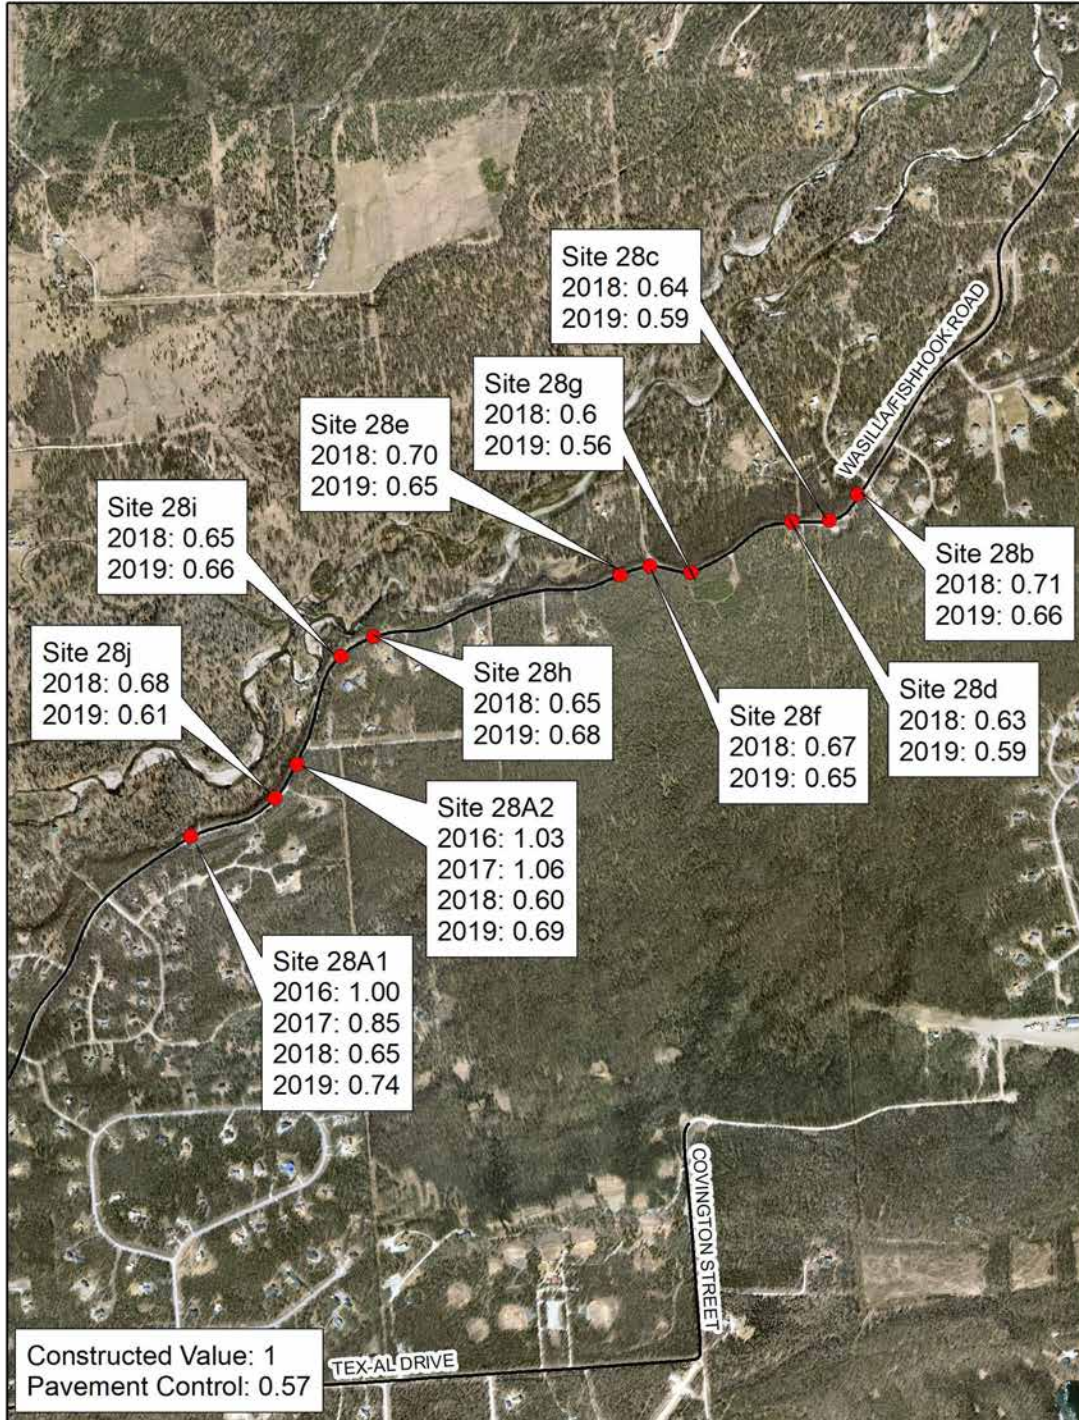 Site 28c
2018: 0.64
2019: 0.59
Site 28g
2018: 0.6
2019: 0.56
Site 28e
2018: 0.70
2019: 0.65
Site 28i
2018: 0.65
2019: 0.66
WASILLA/FISHHOOK ROAD
Site 28b
2018: 0.71
2019: 0.66
Site 28j
2018: 0.68
2019: 0.61
Site 28h
2018: 0.65
2019: 0.68
Site 28d
2018: 0.63
2019: 0.59
Site 28f
2018: 0.67
2019: 0.65
Site 28A2
2016: 1.03
2017: 1.06
2018: 0.60
2019: 0.69
Site 28A1
2016: 1.00
2017: 0.85
2018: 0.65
2019: 0.74
COVINGTON STREET
Constructed Value: 1
Pavement Control: 0.57
TEX-AL DRIVE